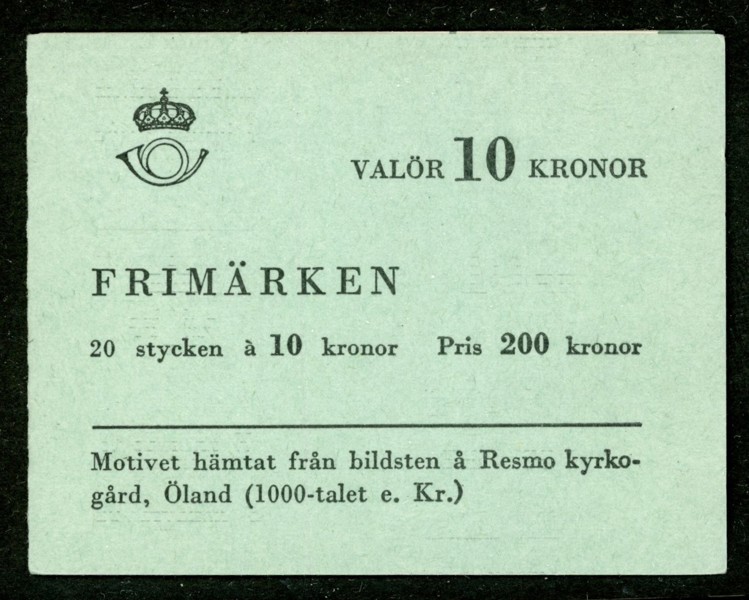 VALÖR 10 KRONOR
FRIMÄRKEN
20 stycken à 10 kronor Pris 200 kronor
Motivet hämtat från bildsten å Resmo kyrko-
gård, Öland (1000-talet e. Kr.)